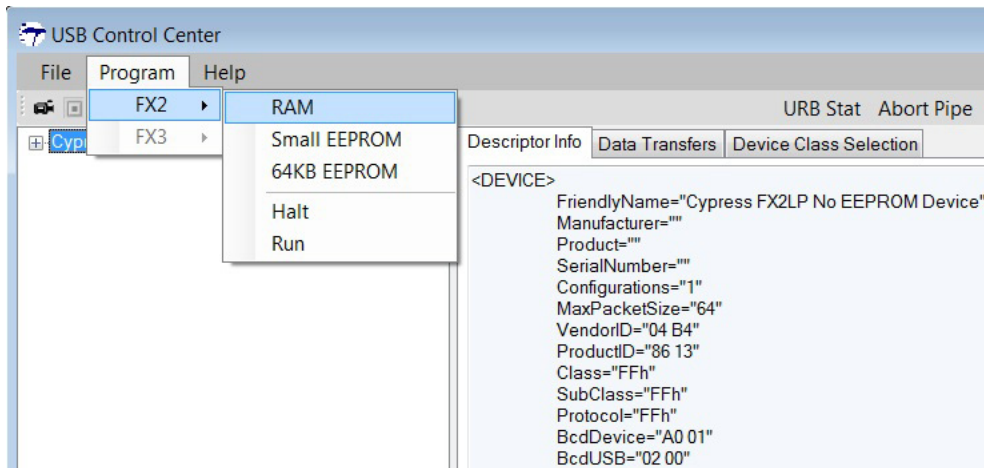 USB Control Center
File Program Help
URB Stat Abort Pipe
FX2
FX3
RAM
Small EEPROM
64KB EEPROM
Halt
Run
Descriptor Info Data Transfers Device Class Selection
<DEVICE>
FriendlyName="Cypress FX2LP No EEPROM Device"
Manufacturer=""
Product=""
SerialNumber=""
Configurations="1"
MaxPacketSize="64"
VendorID="04 B4"
ProductID="86 13"
Class="FFh"
SubClass="FFh"
Protocol="FFh"
BcdDevice="A0 01"
BcdUSB="02 00"